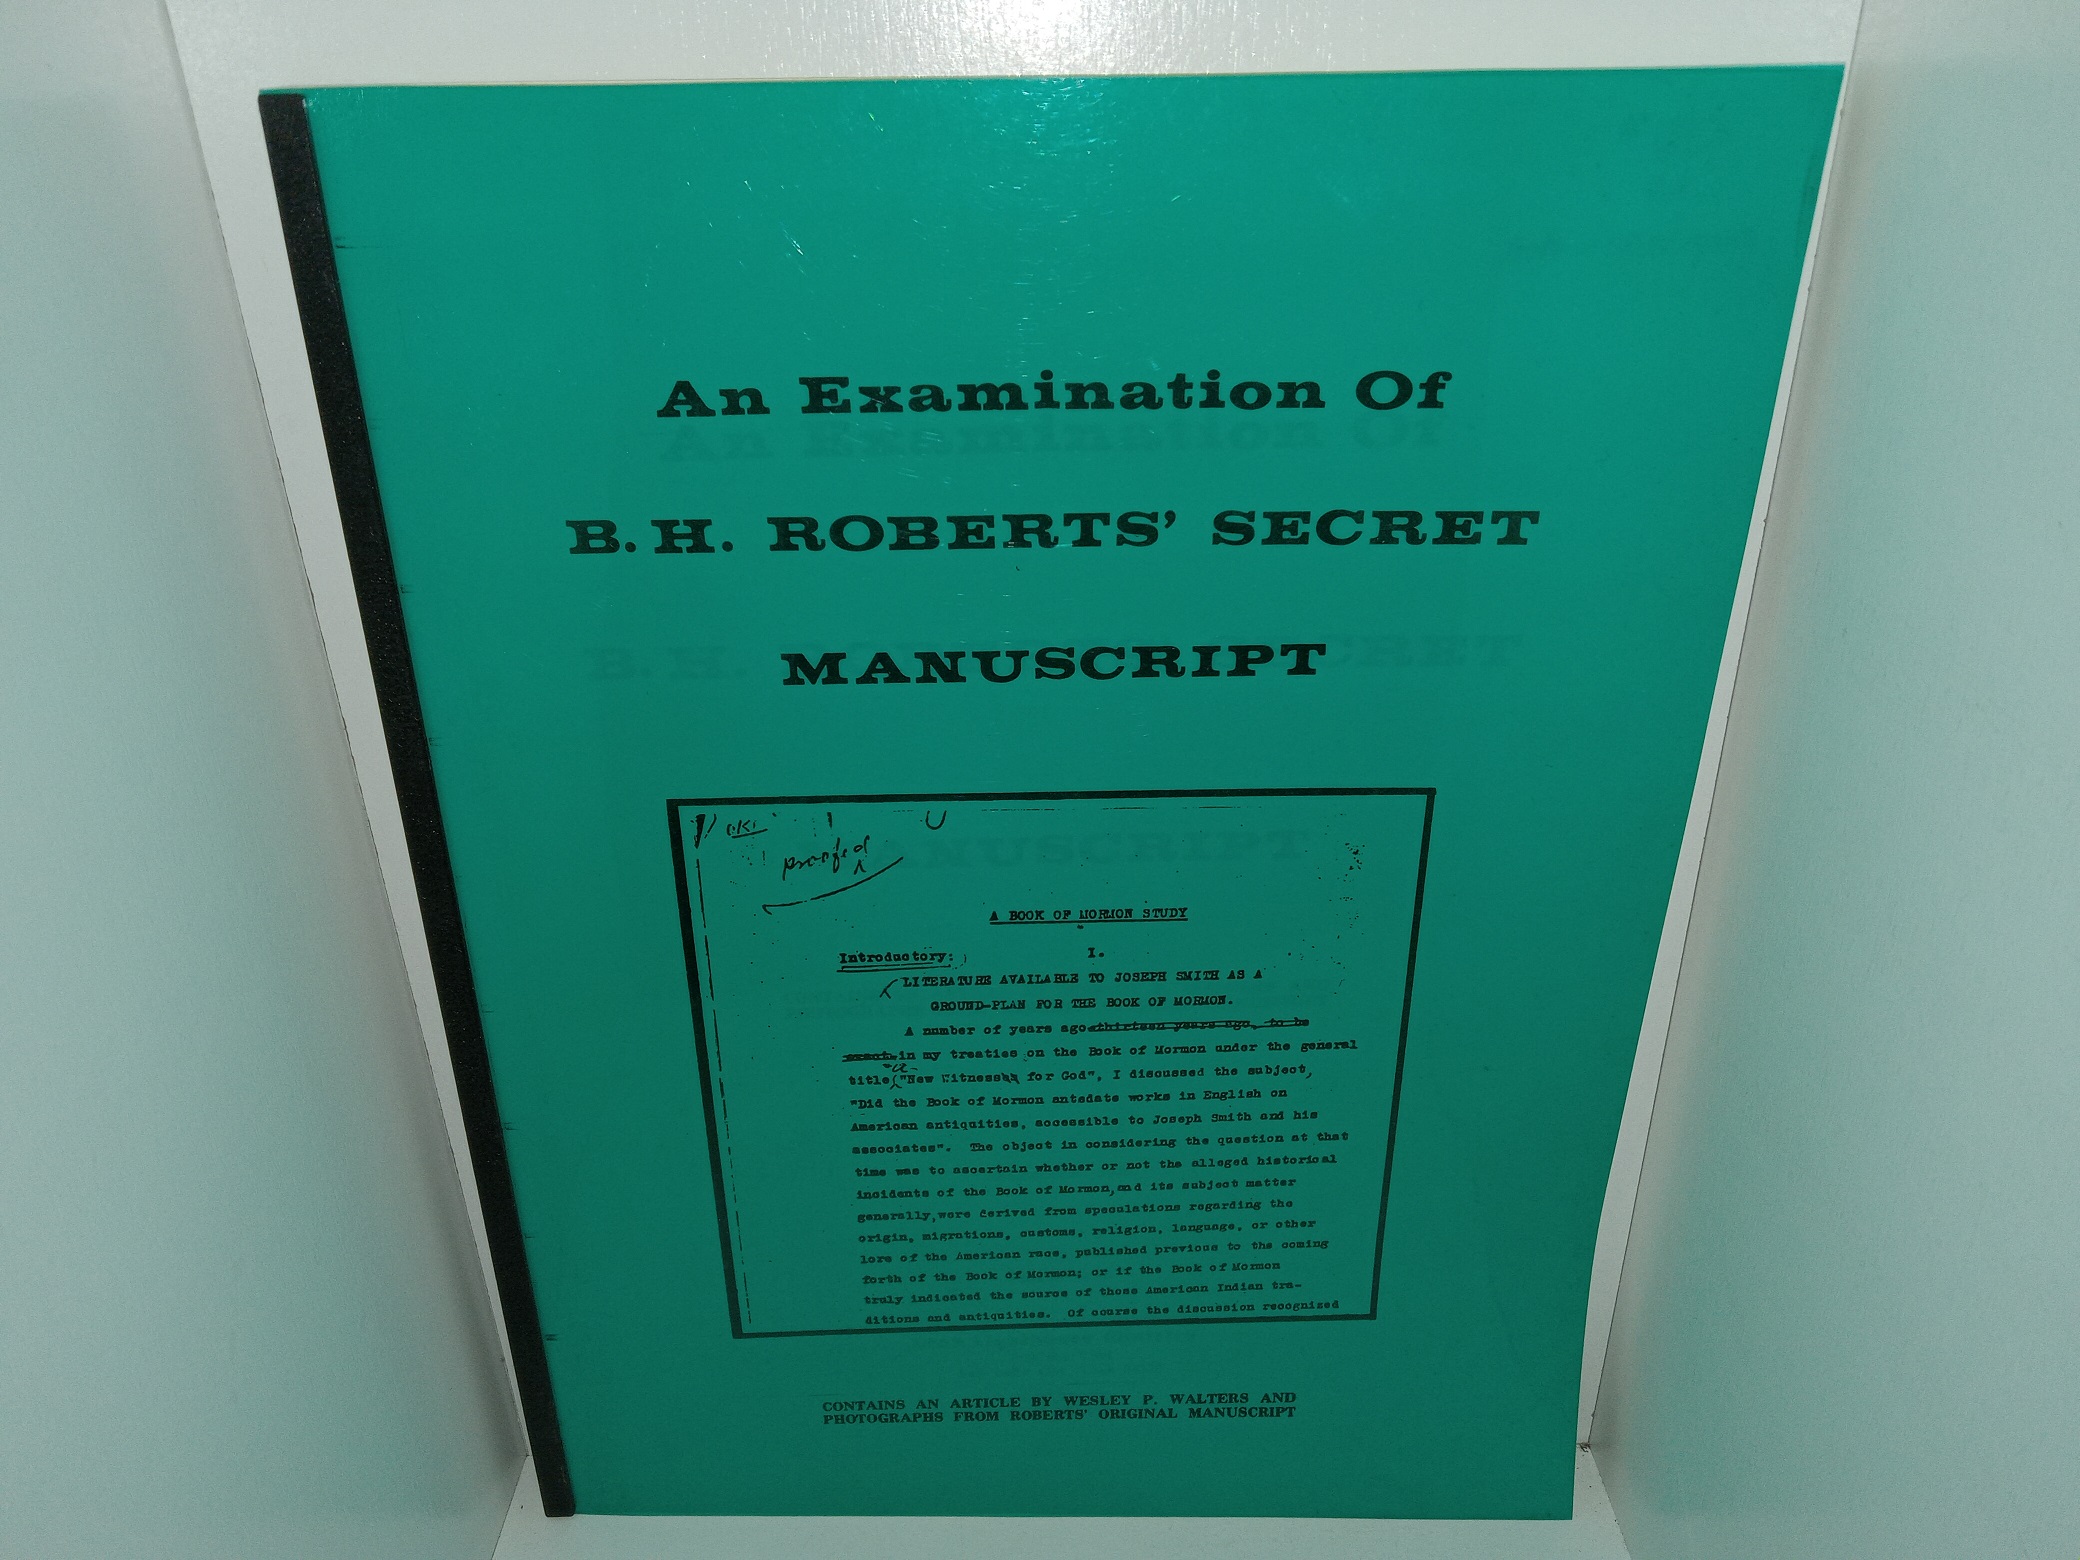 An Examination Of
B. H. ROBERTS' SECRET
MANUSCRIPT
proofed
A BOOK OF MORMON STUDY
Introductory:
I.
LITERATURE AVAILABLE TO JOSEPH SMITH AS A
GROUND-PLAN FOR THE BOOK OF MORMON.
A number of years ago thirteen years ago, to be
exact, in my treaties on the Book of Mormon under the general
title, "New Witness for God", I discussed the subject,
"Did the Book of Mormon antedate works in English on
American antiquities, accessible to Joseph Smith and his
associates". The object in considering the question at that
time was to ascertain whether or not the alleged historical
incidents of the Book of Mormon, and its subject matter
generally, were derived from speculations regarding the
origin, migrations, customs, religion, language, or other
lore of the American race, published previous to the coming
forth of the Book of Mormon; or if the Book of Mormon
truly indicated the source of those American Indian tra-
ditions and antiquities. Of course the discussion recognized
CONTAINS AN ARTICLE BY WESLEY P. WALTERS AND
PHOTOGRAPHS FROM ROBERTS' ORIGINAL MANUSCRIPT